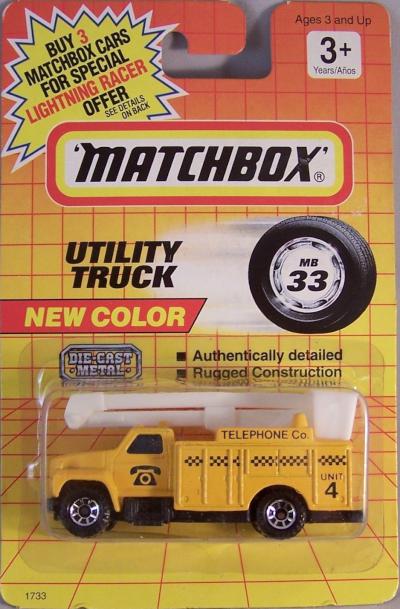 Ages 3 and Up
3+
Years/Años
BUY 3
MATCHBOX CARS
FOR SPECIAL
LIGHTNING RACER
OFFER
SEE DETAILS
ON BACK
'MATCHBOX'®
UTILITY
TRUCK
MB
33
NEW COLOR
DIE-CAST
METAL
■ Authentically detailed
■ Rugged Construction
TELEPHONE Co.
UNIT
4
1733